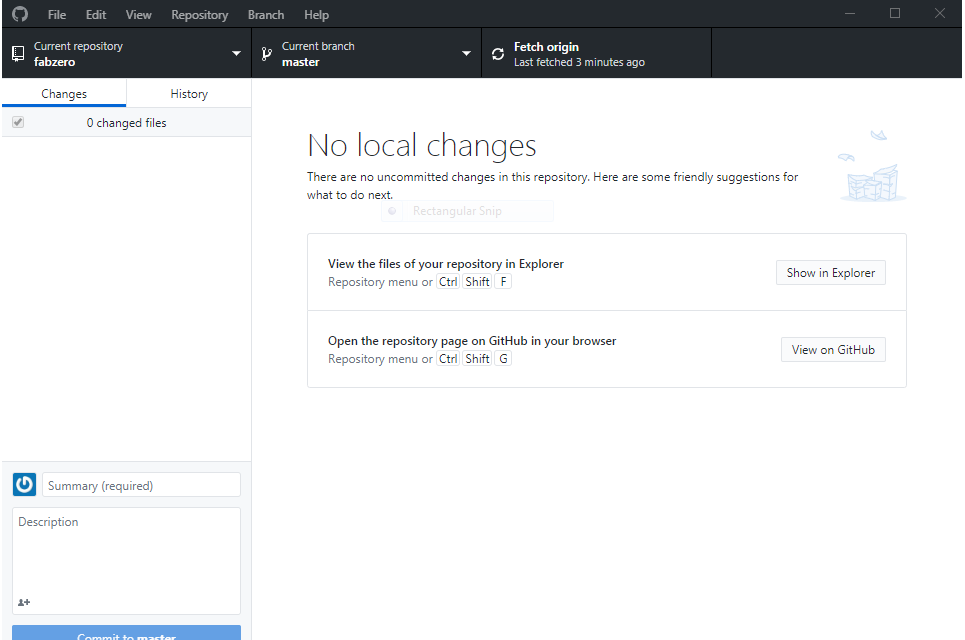 File Edit View Repository Branch Help
Current repository
fabzero
Current branch
master
Fetch origin
Last fetched 3 minutes ago
Changes History
0 changed files
No local changes
There are no uncommitted changes in this repository. Here are some friendly suggestions for
what to do next.
Rectangular Snip
View the files of your repository in Explorer
Repository menu or Ctrl Shift F
Show in Explorer
Open the repository page on GitHub in your browser
Repository menu or Ctrl Shift G
View on GitHub
Summary (required)
Description
Commit to master